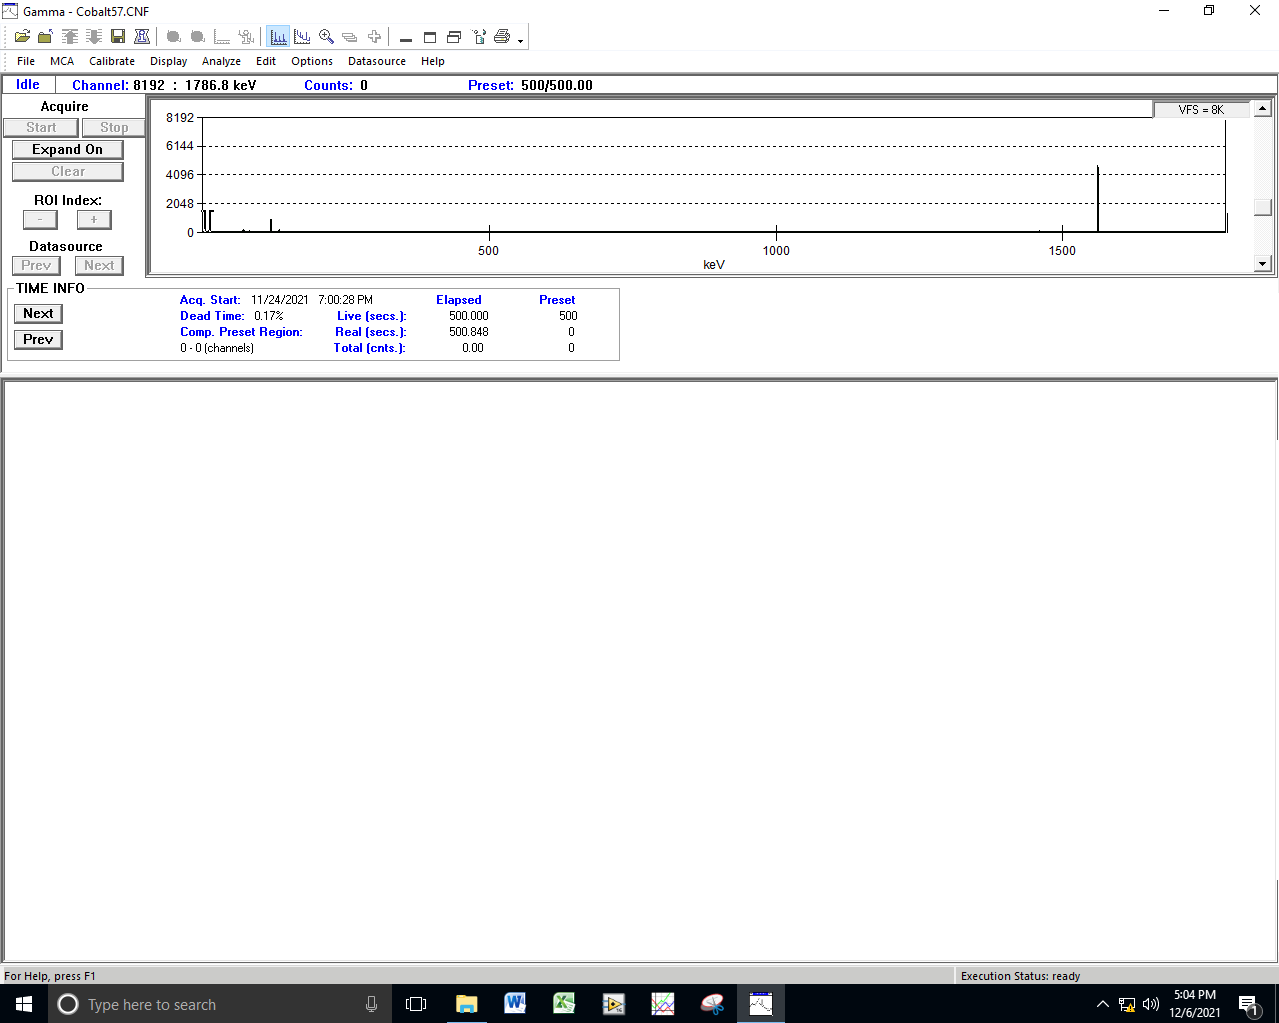 Gamma - Cobalt57.CNF
File MCA Calibrate Display Analyze Edit Options Datasource Help
Idle Channel: 8192 : 1786.8 keV Counts: 0 Preset: 500/500.00
Acquire
Start Stop
Expand On
Clear
ROI Index:
- +
Datasource
Prev Next
VFS = 8K
8192
6144
4096
2048
0
500 1000 1500
keV
TIME INFO
Next
Prev
Acq. Start: 11/24/2021 7:00:28 PM Elapsed Preset
Dead Time: 0.17% Live (secs.): 500.000 500
Comp. Preset Region: Real (secs.): 500.848 0
0 - 0 (channels) Total (cnts.): 0.00 0
For Help, press F1 Execution Status: ready
Type here to search
5:04 PM
12/6/2021
1